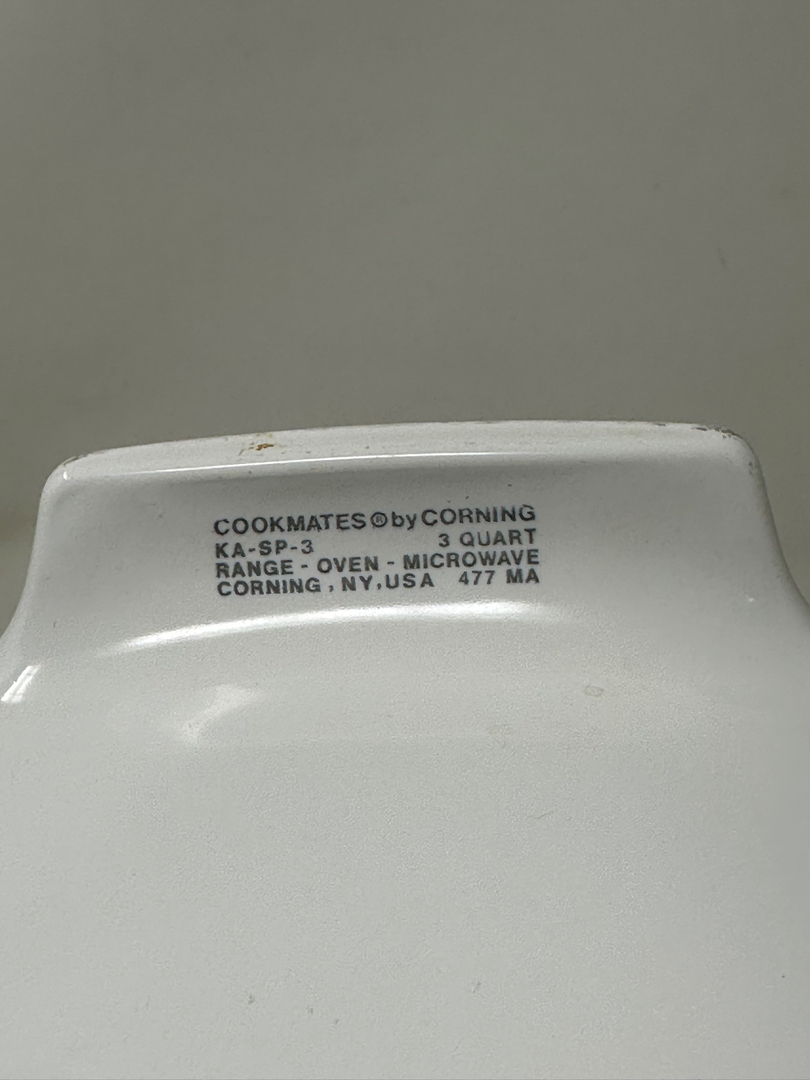 COOKMATES®by CORNING
KA-SP-3 3 QUART
RANGE - OVEN - MICROWAVE
CORNING, NY, USA 477 MA